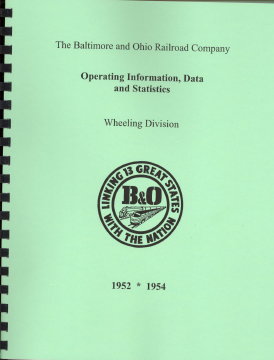 The Baltimore and Ohio Railroad Company
Operating Information, Data
and Statistics
Wheeling Division
LINKING 13 GREAT STATES
B&O
WITH THE NATION
1952 * 1954